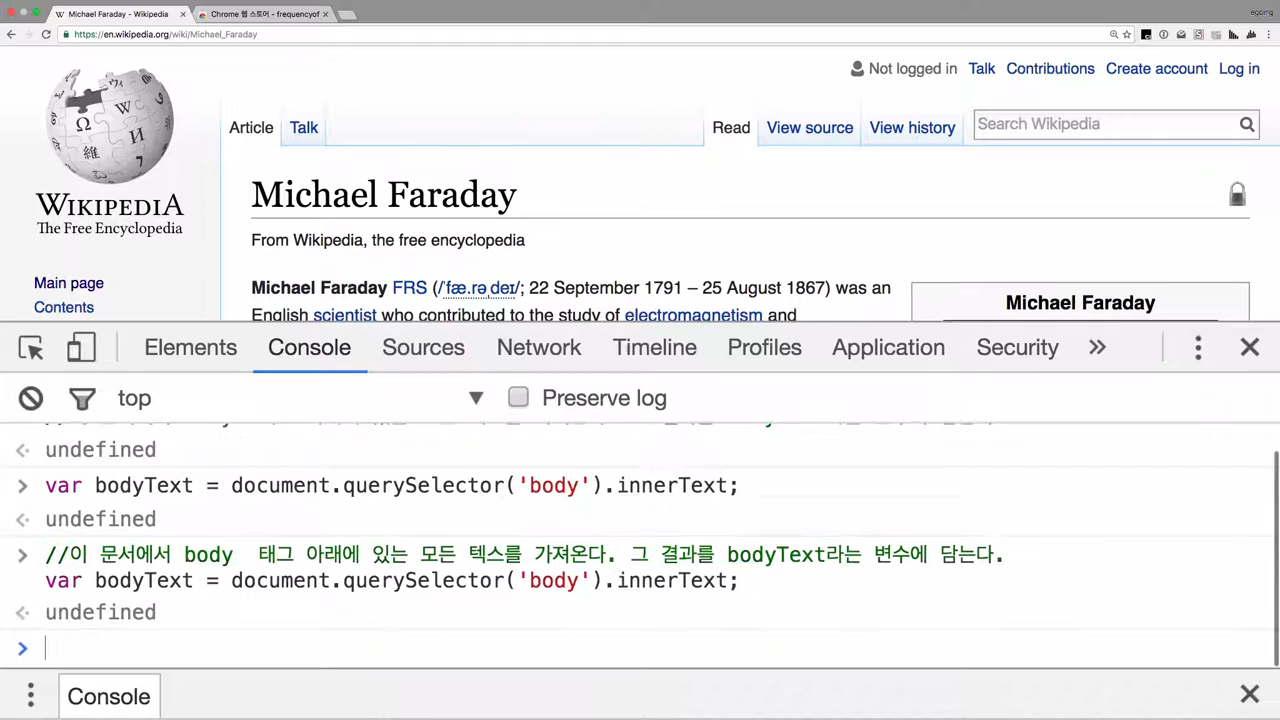 Michael Faraday - Wikipedia
Chrome 웹 스토어 - frequencyof
egoing
https://en.wikipedia.org/wiki/Michael_Faraday
Not logged in Talk Contributions Create account Log in
Article Talk Read View source View history Search Wikipedia
WIKIPEDIA
The Free Encyclopedia
Michael Faraday
From Wikipedia, the free encyclopedia
Main page
Contents
Michael Faraday FRS (/ˈfæ.rəˌdeɪ/; 22 September 1791 – 25 August 1867) was an
English scientist who contributed to the study of electromagnetism and
Michael Faraday
Elements Console Sources Network Timeline Profiles Application Security
top Preserve log
undefined
var bodyText = document.querySelector('body').innerText;
undefined
//이 문서에서 body 태그 아래에 있는 모든 텍스를 가져온다. 그 결과를 bodyText라는 변수에 담는다.
var bodyText = document.querySelector('body').innerText;
undefined
Console